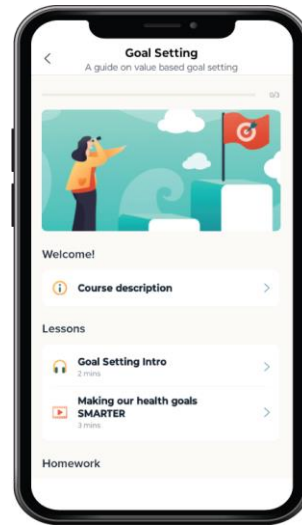 Goal Setting
A guide on value based goal setting
0/3
Welcome!
Course description
Lessons
Goal Setting Intro
2 mins
Making our health goals
SMARTER
3 mins
Homework